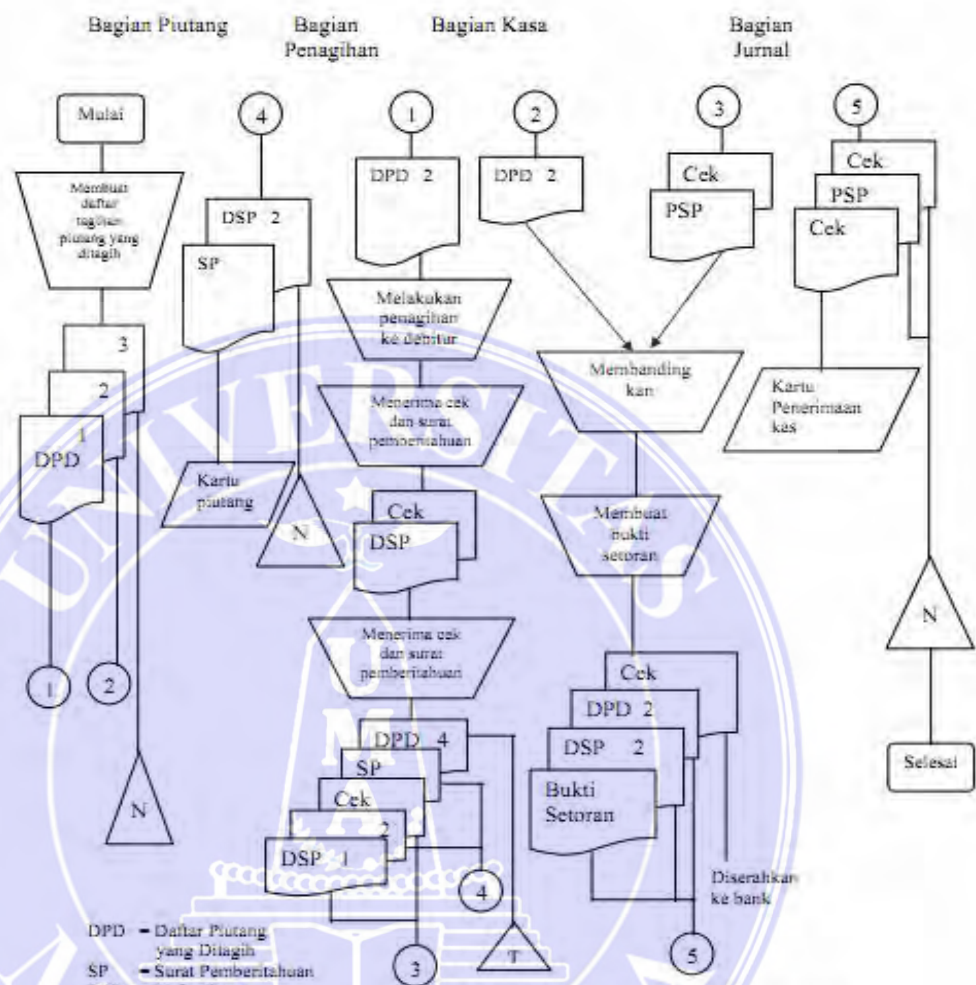 Bagian Piutang
Bagian
Penagihan
Bagian Kasa
Bagian
Jurnal
Mulai
Membuat
daftar
tagihan
piutang yang
ditagih
3
2
1
DPD
1
2
N
4
DSP 2
SP
Kartu
piutang
N
1
DPD 2
Melakukan
penagihan
ke debitur
Menerima cek
dan surat
pemberitahuan
Cek
DSP
Menerima cek
dan surat
pemberitahuan
DPD 4
SP
Cek
2
DSP 1
4
3
T
2
DPD 2
3
Cek
PSP
Membanding
kan
Membuat
bukti
setoran
Cek
DPD 2
DSP 2
Bukti
Setoran
Diserahkan
ke bank
5
5
Cek
PSP
Cek
Kartu
Penerimaan
kas
N
Selesai
DPD = Daftar Piutang
yang Ditagih
SP = Surat Pemberitahuan
UNIVERSITAS
U
M
A